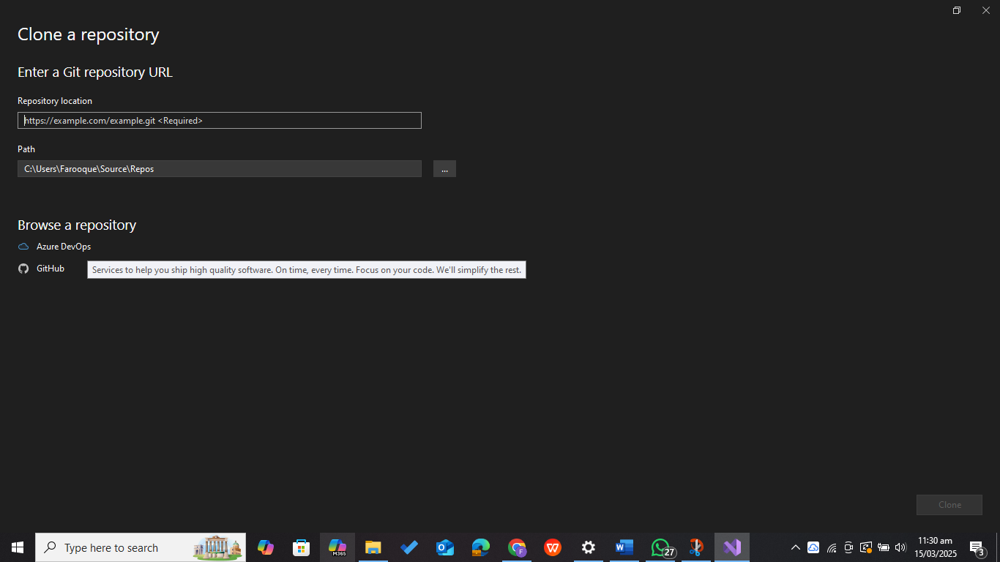 Clone a repository
Enter a Git repository URL
Repository location
https://example.com/example.git <Required>
Path
C:\Users\Farooque\Source\Repos
...
Browse a repository
Azure DevOps
GitHub
Services to help you ship high quality software. On time, every time. Focus on your code. We'll simplify the rest.
Clone
Type here to search
M365
F
W
W
27
11:30 am
15/03/2025
3